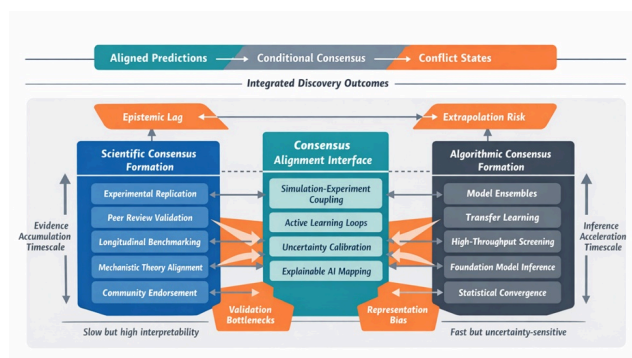 Aligned Predictions
Conditional Consensus
Conflict States
Integrated Discovery Outcomes
Epistemic Lag
Extrapolation Risk
Scientific Consensus
Formation
Experimental Replication
Peer Review Validation
Longitudinal Benchmarking
Mechanistic Theory Alignment
Community Endorsement
Consensus
Alignment Interface
Simulation-Experiment
Coupling
Active Learning Loops
Uncertainty Calibration
Explainable AI Mapping
Algorithmic Consensus
Formation
Model Ensembles
Transfer Learning
High-Throughput Screening
Foundation Model Inference
Statistical Convergence
Evidence
Accumulation
Timescale
Inference
Acceleration
Timescale
Validation
Bottlenecks
Representation
Bias
Slow but high interpretability
Fast but uncertainty-sensitive